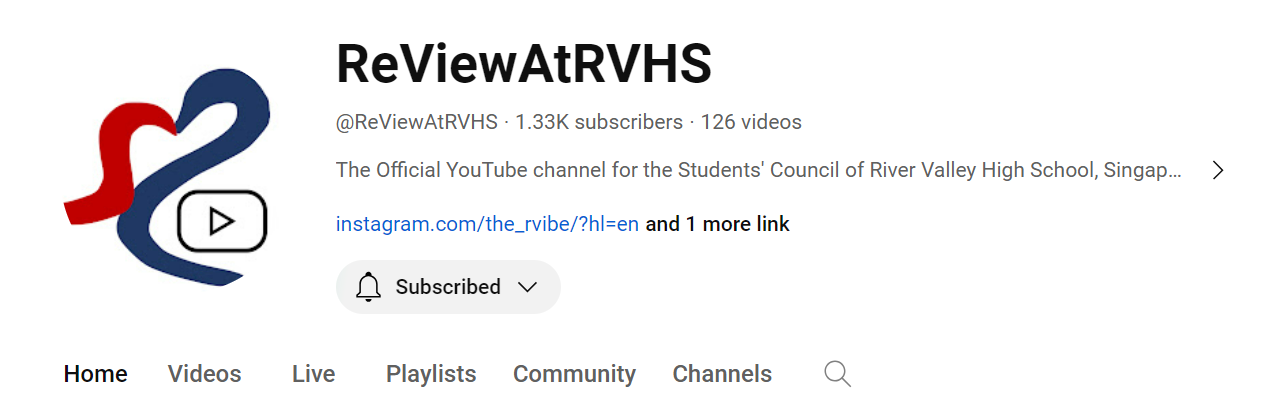 ReViewAtRVHS
@ReViewAtRVHS · 1.33K subscribers · 126 videos
The Official YouTube channel for the Students' Council of River Valley High School, Singap...
instagram.com/the_rvibe/?hl=en and 1 more link
Subscribed
Home Videos Live Playlists Community Channels